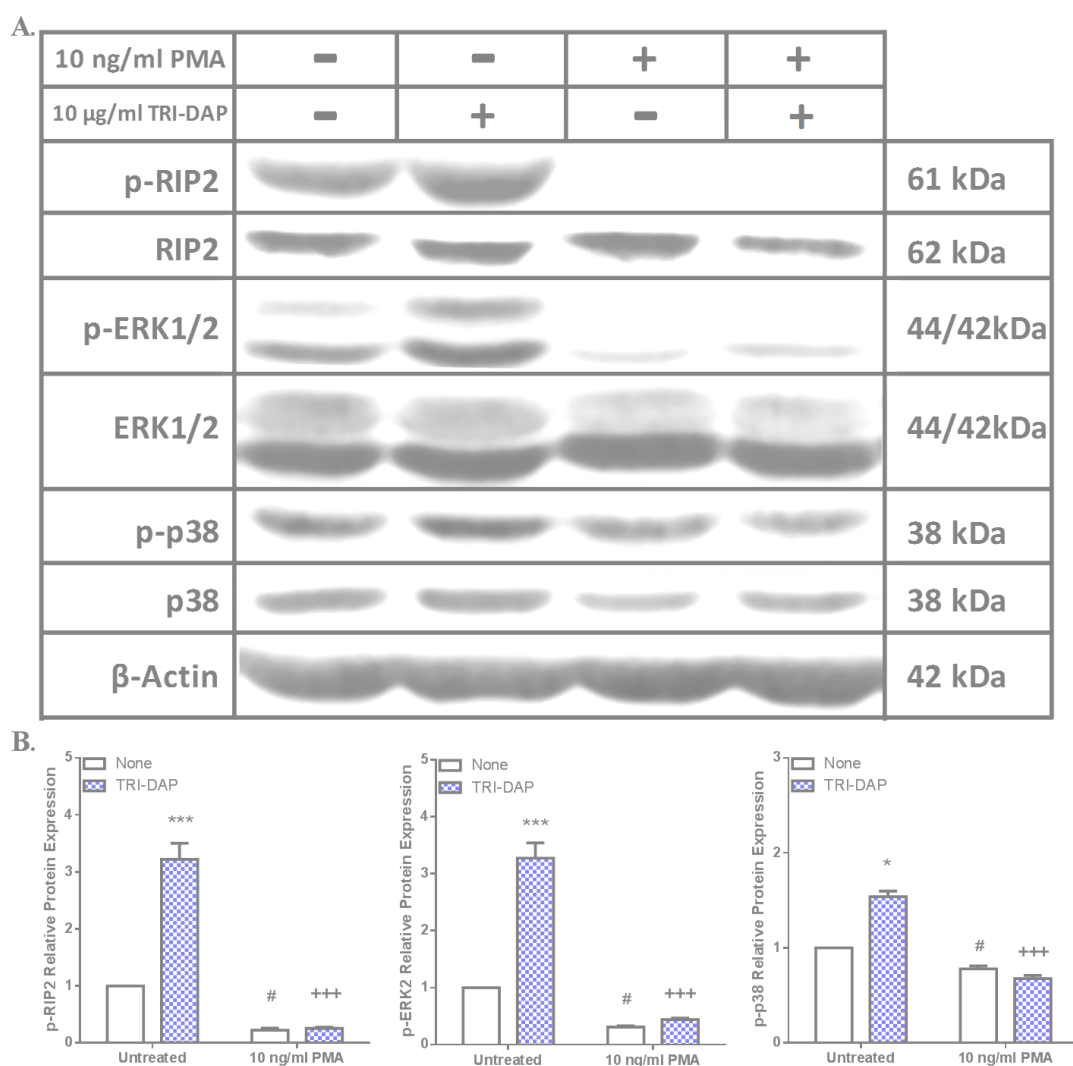 A.
10 ng/ml PMA - - + +
10 µg/ml TRI-DAP - + - +
p-RIP2 61 kDa
RIP2 62 kDa
p-ERK1/2 44/42kDa
ERK1/2 44/42kDa
p-p38 38 kDa
p38 38 kDa
β-Actin 42 kDa
B.
p-RIP2 Relative Protein Expression
5
4
3
2
1
0
None
TRI-DAP
***
#
+++
Untreated
10 ng/ml PMA
p-ERK2 Relative Protein Expression
5
4
3
2
1
0
None
TRI-DAP
***
#
+++
Untreated
10 ng/ml PMA
p-p38 Relative Protein Expression
3
2
1
0
None
TRI-DAP
*
#
+++
Untreated
10 ng/ml PMA